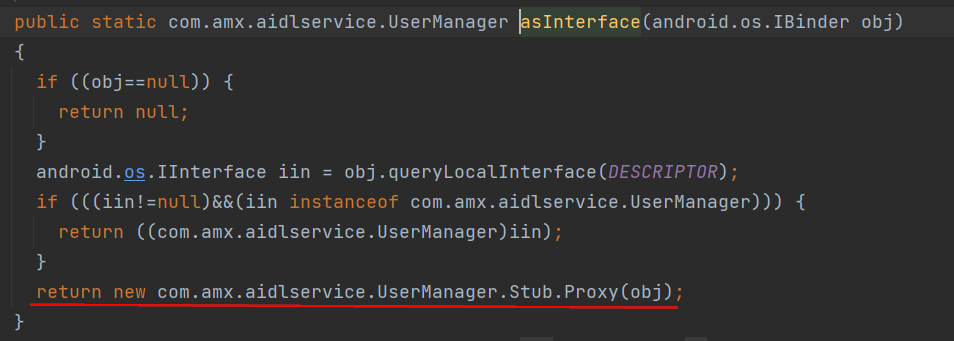 public static com.amx.aidlservice.UserManager asInterface(android.os.IBinder obj)
{
if ((obj==null)) {
return null;
}
android.os.IInterface iin = obj.queryLocalInterface(DESCRIPTOR);
if (((iin!=null)&&(iin instanceof com.amx.aidlservice.UserManager))) {
return ((com.amx.aidlservice.UserManager)iin);
}
return new com.amx.aidlservice.UserManager.Stub.Proxy(obj);
}